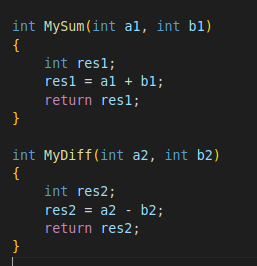 int MySum(int a1, int b1)
{
    int res1;
    res1 = a1 + b1;
    return res1;
}

int MyDiff(int a2, int b2)
{
    int res2;
    res2 = a2 - b2;
    return res2;
}